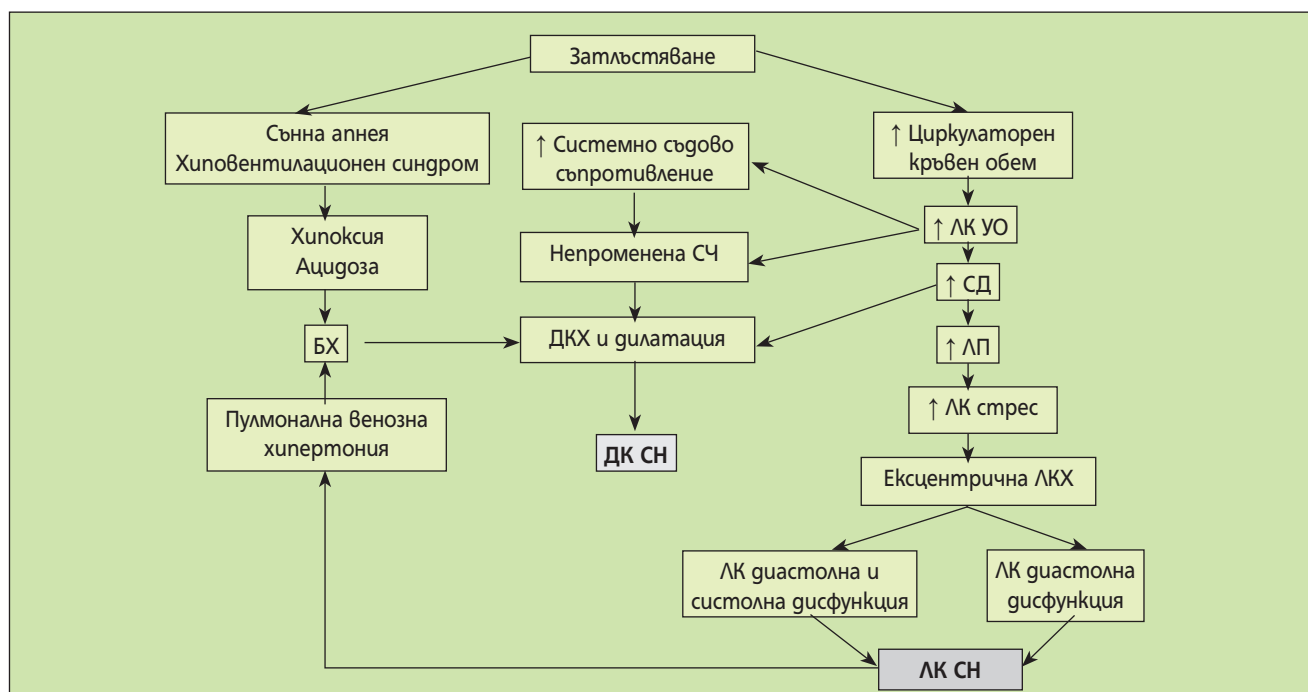 Затлъстяване
Сънна апнея
Хиповентилационен синдром
↑ Системно съдово
съпротивление
↑ Циркулаторен
кръвен обем
Хипоксия
Ацидоза
Непроменена СЧ
↑ ЛК УО
↑ СД
БХ
ДКХ и дилатация
↑ ЛП
Пулмонална венозна
хипертония
↑ ЛК стрес
ДК СН
Ексцентрична ЛКХ
ЛК диастолна и
систолна дисфункция
ЛК диастолна
дисфункция
ЛК СН